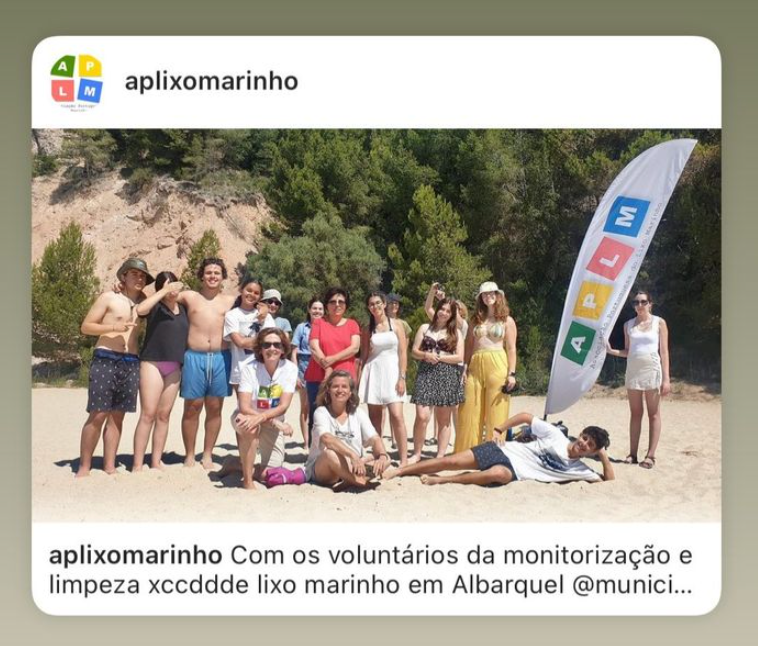 A P
L M
aplixomarinho
A P L M
aplixomarinho Com os voluntários da monitorização e
limpeza xccddde lixo marinho em Albarquel @munici...